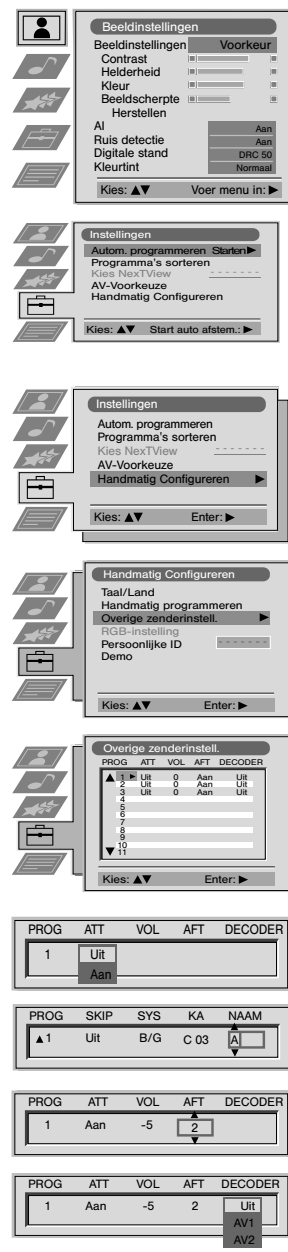 Beeldinstellingen
Beeldinstellingen Voorkeur
Contrast
Helderheid
Kleur
Beeldscherpte
Herstellen
AI Aan
Ruis detectie Aan
Digitale stand DRC 50
Kleurtint Normaal
Kies: ▲▼ Voer menu in: ▶
Instellingen
Autom. programmeren Starten▶
Programma's sorteren
Kies NexTView - - - - - - -
AV-Voorkeuze
Handmatig Configureren
Kies: ▲▼ Start auto afstem.: ▶
Instellingen
Autom. programmeren
Programma's sorteren
Kies NexTView - - - - - - -
AV-Voorkeuze
Handmatig Configureren ▶
Kies: ▲▼ Enter: ▶
Handmatig Configureren
Taal/Land
Handmatig programmeren
Overige zenderinstell. ▶
RGB-instelling
Persoonlijke ID - - - - - - -
Demo
Kies: ▲▼ Enter: ▶
Overige zenderinstell.
PROG ATT VOL AFT DECODER
▲ 1 ▶ Uit 0 Aan Uit
2 Uit 0 Aan Uit
3 Uit 0 Aan Uit
4
5
6
7
8
9
10
▼ 11
Kies: ▲▼ Enter: ▶
PROG ATT VOL AFT DECODER
1 Uit
Aan
PROG SKIP SYS KA NAAM
▲1 Uit B/G C 03 A
PROG ATT VOL AFT DECODER
1 Aan -5 2
PROG ATT VOL AFT DECODER
1 Aan -5 2 Uit
AV1
AV2